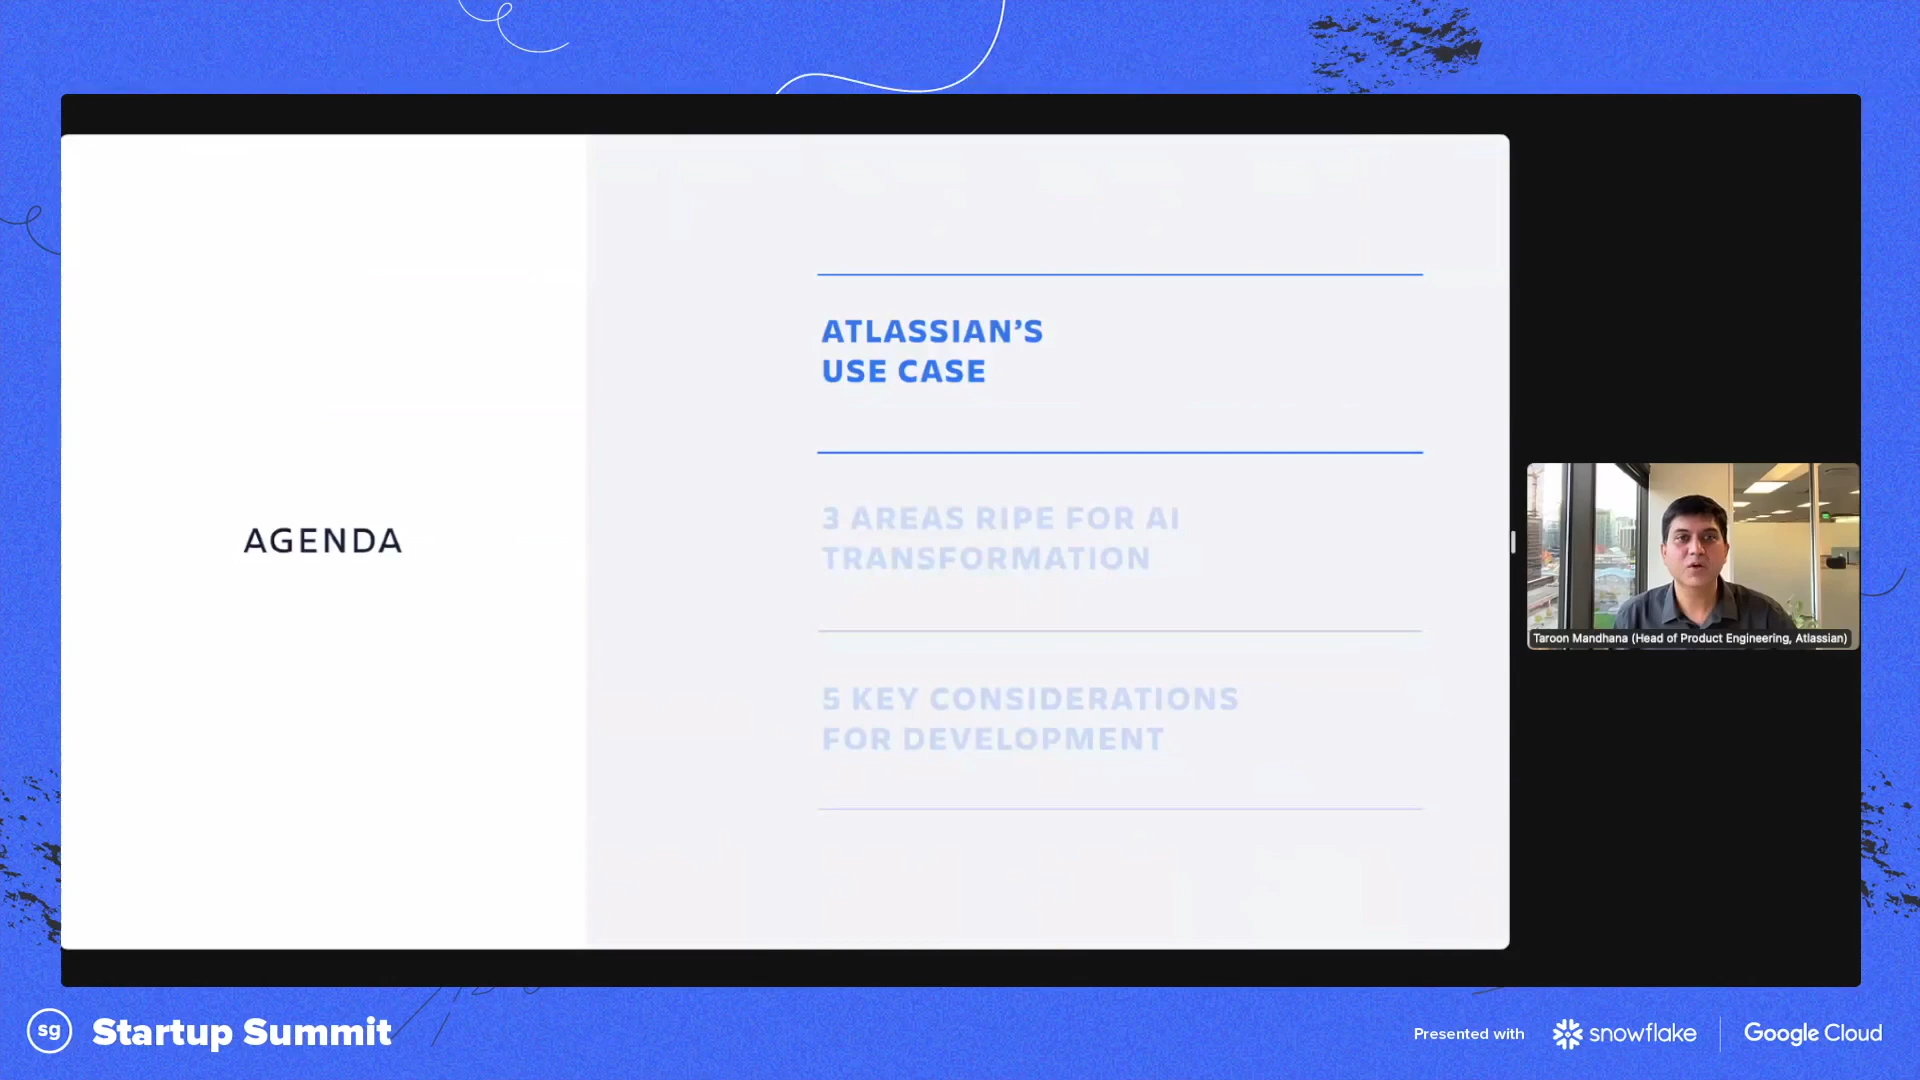 AGENDA
ATLASSIAN’S
USE CASE
3 AREAS RIPE FOR AI
TRANSFORMATION
5 KEY CONSIDERATIONS
FOR DEVELOPMENT
Taroon Mandhana (Head of Product Engineering, Atlassian)
sg Startup Summit
Presented with snowflake Google Cloud